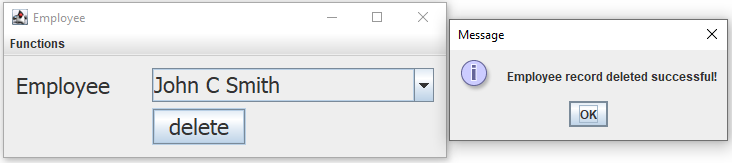 Employee
Functions
Employee
John C Smith
delete
Message
Employee record deleted successful!
OK